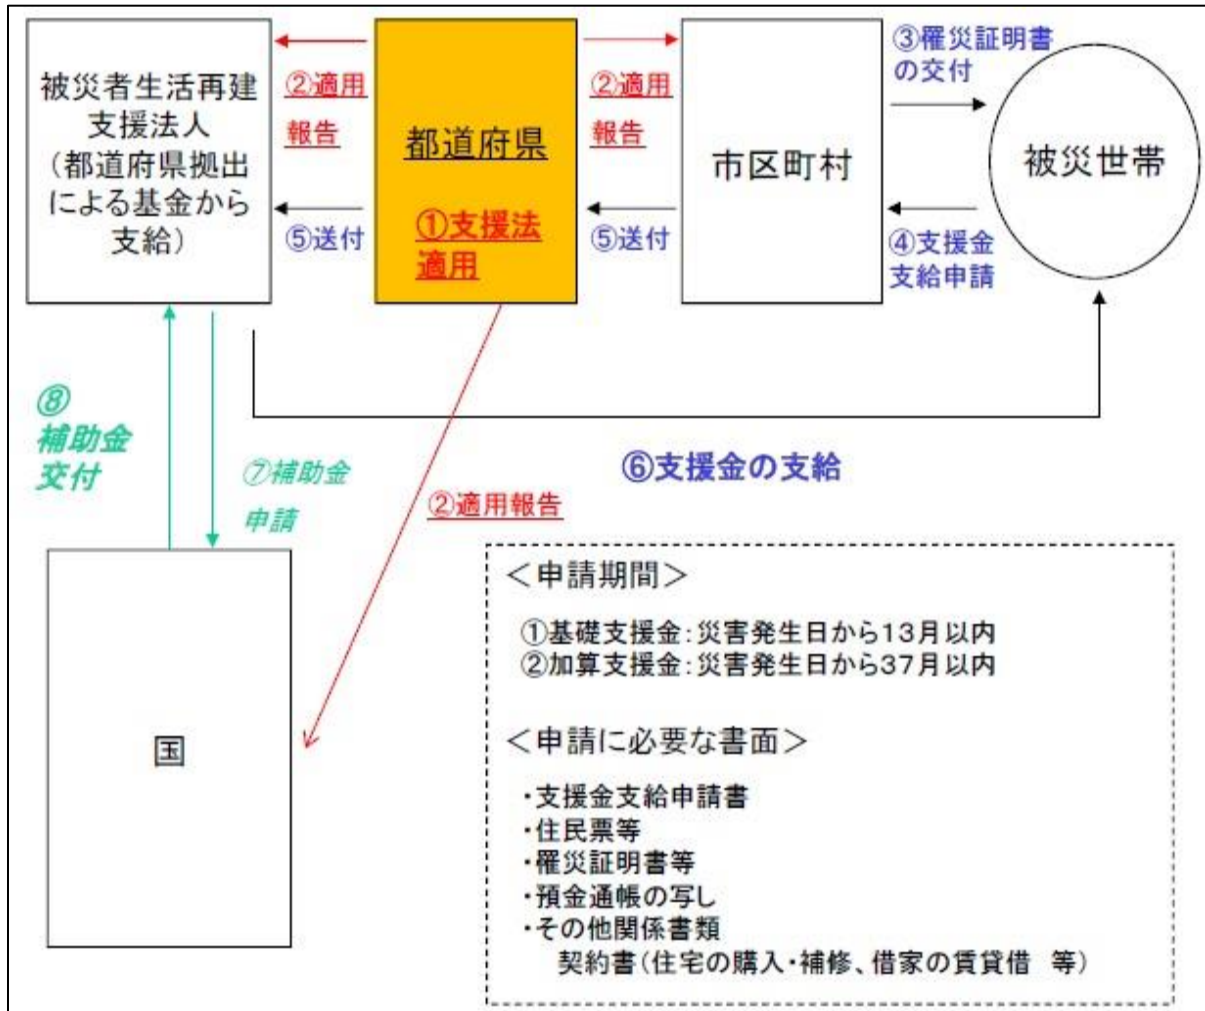 被災者生活再建
支援法人
（都道府県拠出
による基金から
支給）
②適用
報告
⑤送付
都道府県
①支援法
適用
②適用
報告
⑤送付
市区町村
③罹災証明書
の交付
④支援金
支給申請
被災世帯
⑧
補助金
交付
⑦補助金
申請
②適用報告
⑥支援金の支給
国
＜申請期間＞
①基礎支援金：災害発生日から１３月以内
②加算支援金：災害発生日から３７月以内
＜申請に必要な書面＞
・支援金支給申請書
・住民票等
・罹災証明書等
・預金通帳の写し
・その他関係書類
契約書（住宅の購入・補修、借家の賃貸借　等）